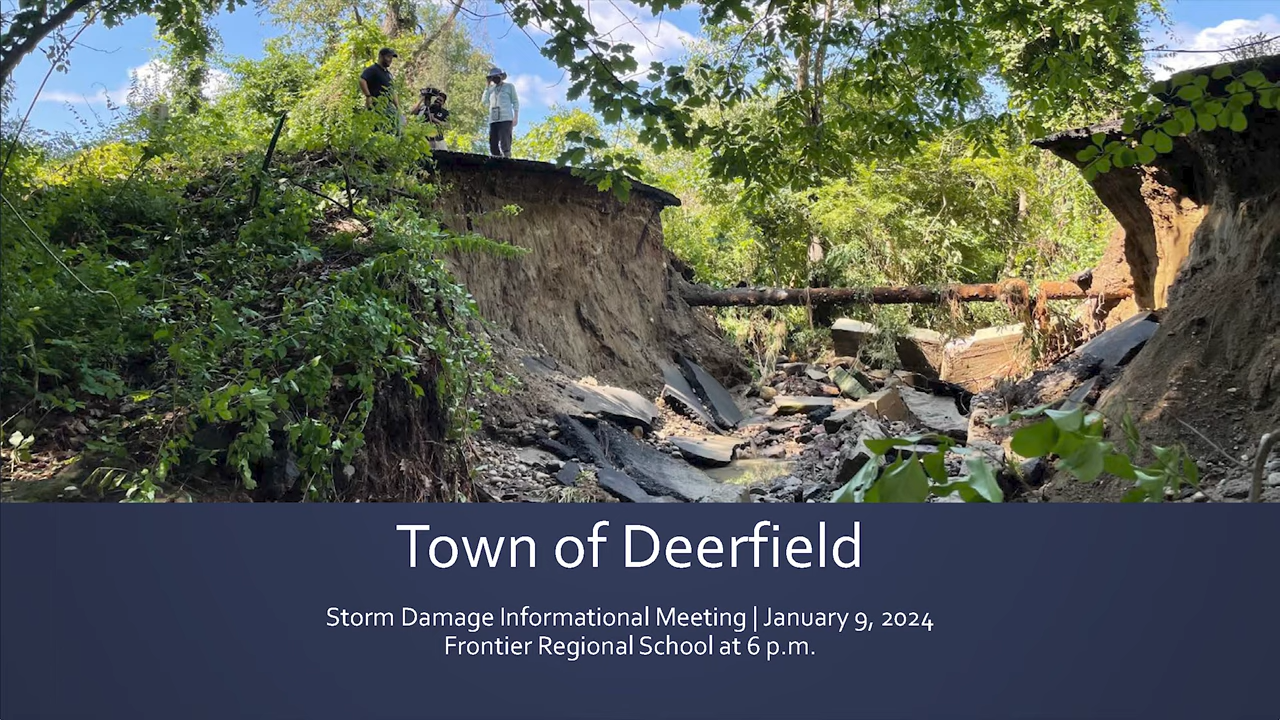 Town of Deerfield
Storm Damage Informational Meeting | January 9, 2024
Frontier Regional School at 6 p.m.